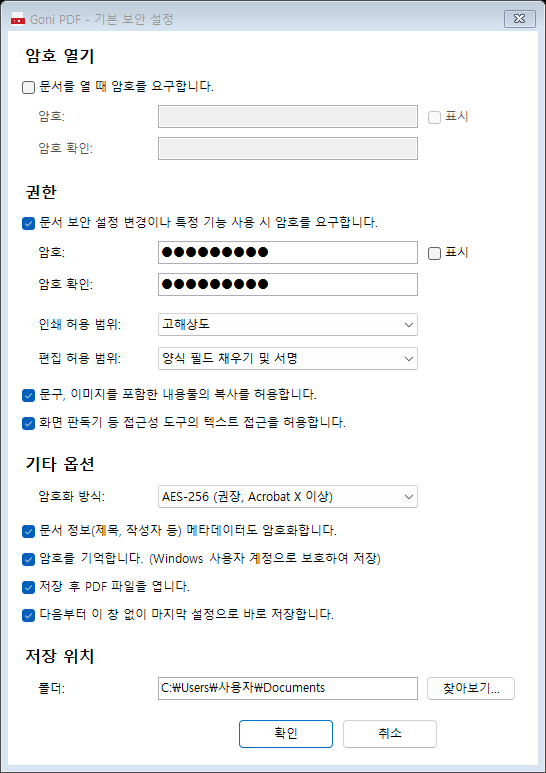 Goni PDF - 기본 보안 설정
암호 열기
문서를 열 때 암호를 요구합니다.
암호:
표시
암호 확인:
권한
문서 보안 설정 변경이나 특정 기능 사용 시 암호를 요구합니다.
암호: ●●●●●●●●●
표시
암호 확인: ●●●●●●●●●
인쇄 허용 범위: 고해상도
편집 허용 범위: 양식 필드 채우기 및 서명
문구, 이미지를 포함한 내용물의 복사를 허용합니다.
화면 판독기 등 접근성 도구의 텍스트 접근을 허용합니다.
기타 옵션
암호화 방식: AES-256 (권장, Acrobat X 이상)
문서 정보(제목, 작성자 등) 메타데이터도 암호화합니다.
암호를 기억합니다. (Windows 사용자 계정으로 보호하여 저장)
저장 후 PDF 파일을 엽니다.
다음부터 이 창 없이 마지막 설정으로 바로 저장합니다.
저장 위치
폴더: C:₩Users₩사용자₩Documents 찾아보기...
확인 취소